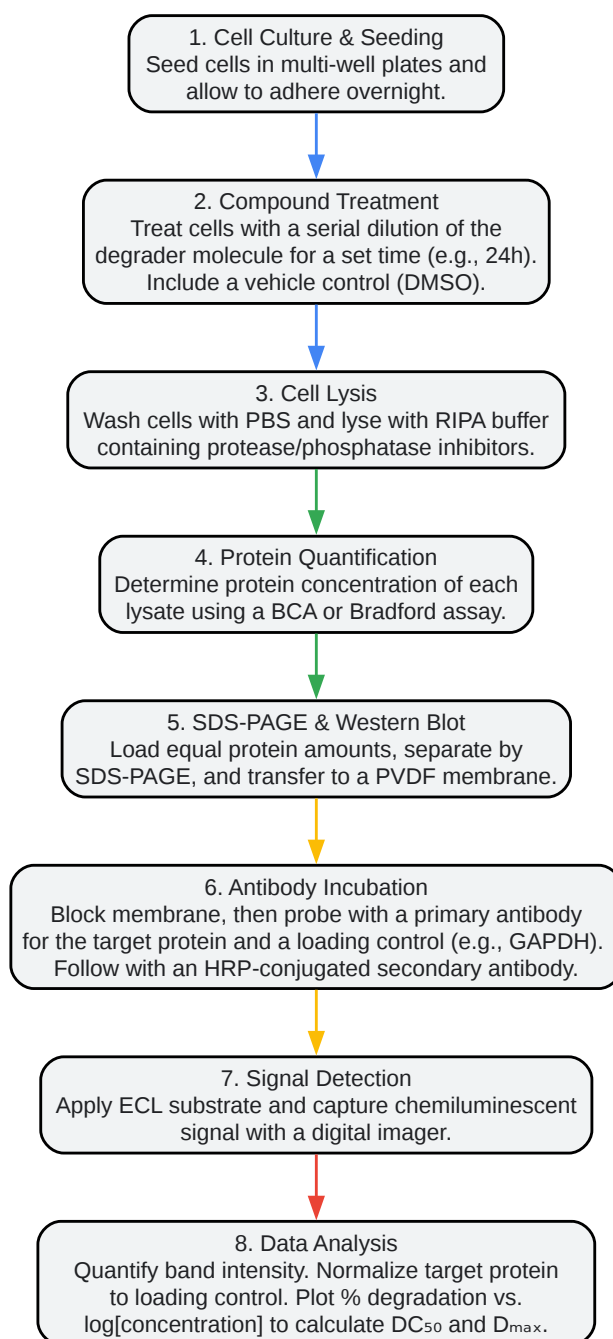 1. Cell Culture & Seeding
Seed cells in multi-well plates and
allow to adhere overnight.
2. Compound Treatment
Treat cells with a serial dilution of the
degrader molecule for a set time (e.g., 24h).
Include a vehicle control (DMSO).
3. Cell Lysis
Wash cells with PBS and lyse with RIPA buffer
containing protease/phosphatase inhibitors.
4. Protein Quantification
Determine protein concentration of each
lysate using a BCA or Bradford assay.
5. SDS-PAGE & Western Blot
Load equal protein amounts, separate by
SDS-PAGE, and transfer to a PVDF membrane.
6. Antibody Incubation
Block membrane, then probe with a primary antibody
for the target protein and a loading control (e.g., GAPDH).
Follow with an HRP-conjugated secondary antibody.
7. Signal Detection
Apply ECL substrate and capture chemiluminescent
signal with a digital imager.
8. Data Analysis
Quantify band intensity. Normalize target protein
to loading control. Plot % degradation vs.
log[concentration] to calculate DC₅₀ and Dₘₐₓ.